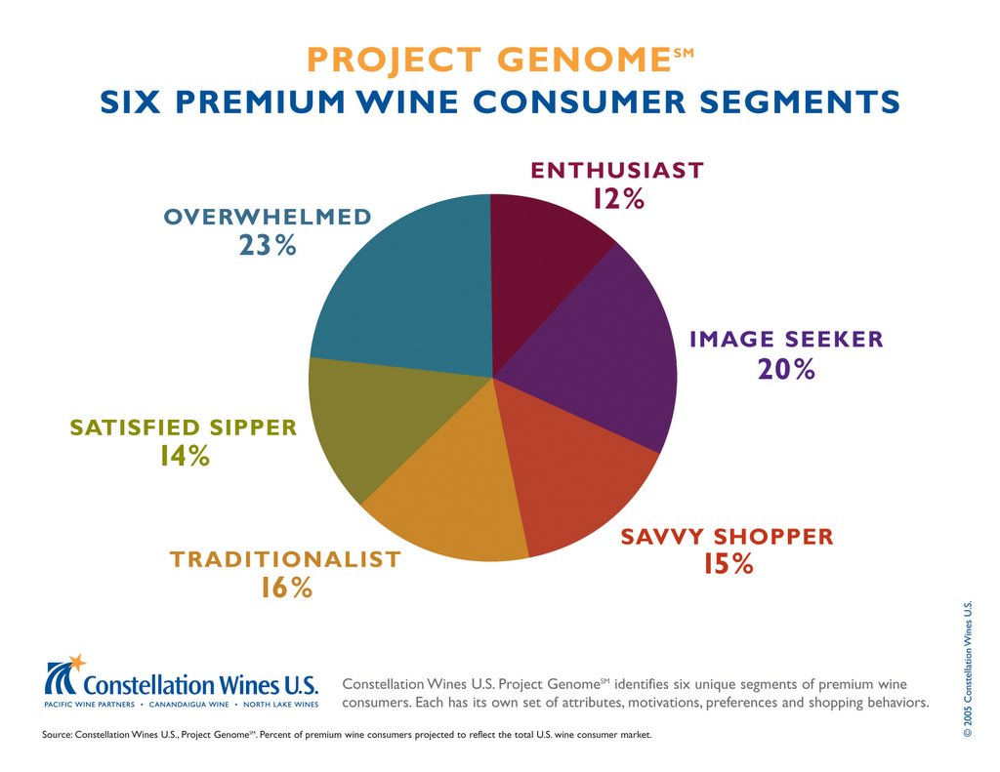 PROJECT GENOME℠
SIX PREMIUM WINE CONSUMER SEGMENTS
ENTHUSIAST
12%
OVERWHELMED
23%
IMAGE SEEKER
20%
SATISFIED SIPPER
14%
SAVVY SHOPPER
15%
TRADITIONALIST
16%
Constellation Wines U.S.
PACIFIC WINE PARTNERS • CANANDAIGUA WINE • NORTH LAKE WINES
Constellation Wines U.S. Project Genome℠ identifies six unique segments of premium wine
consumers. Each has its own set of attributes, motivations, preferences and shopping behaviors.
Source: Constellation Wines U.S., Project Genome℠. Percent of premium wine consumers projected to reflect the total U.S. wine consumer market.
© 2005 Constellation Wines U.S.